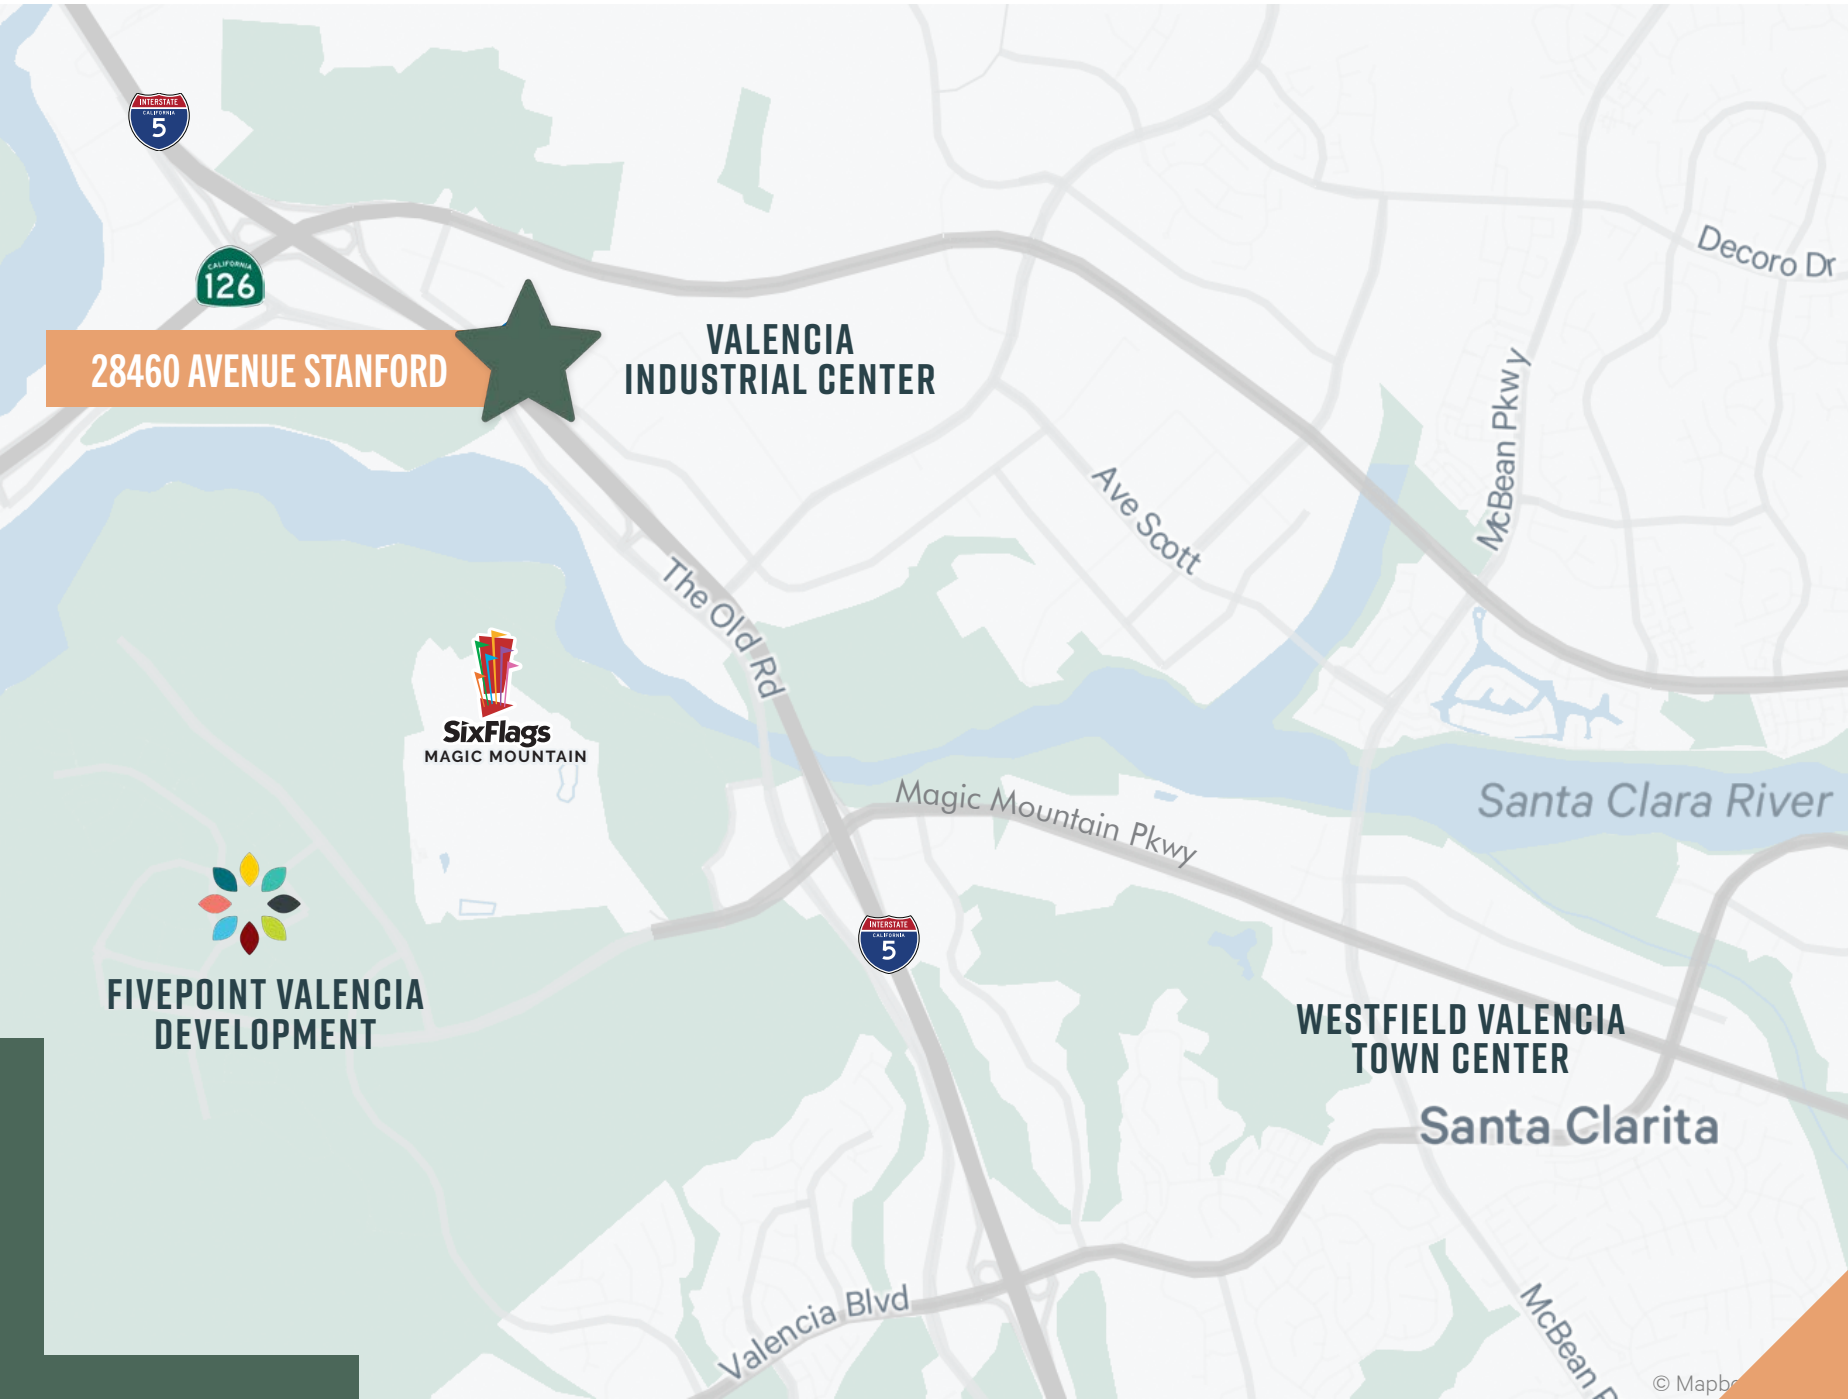 INTERSTATE
CALIFORNIA
5
CALIFORNIA
126
28460 AVENUE STANFORD
VALENCIA
INDUSTRIAL CENTER
Decoro Dr
McBean Pkwy
Ave Scott
The Old Rd
SixFlags
MAGIC MOUNTAIN
Magic Mountain Pkwy
Santa Clara River
INTERSTATE
CALIFORNIA
5
FIVEPOINT VALENCIA
DEVELOPMENT
WESTFIELD VALENCIA
TOWN CENTER
Santa Clarita
Valencia Blvd
McBean
©